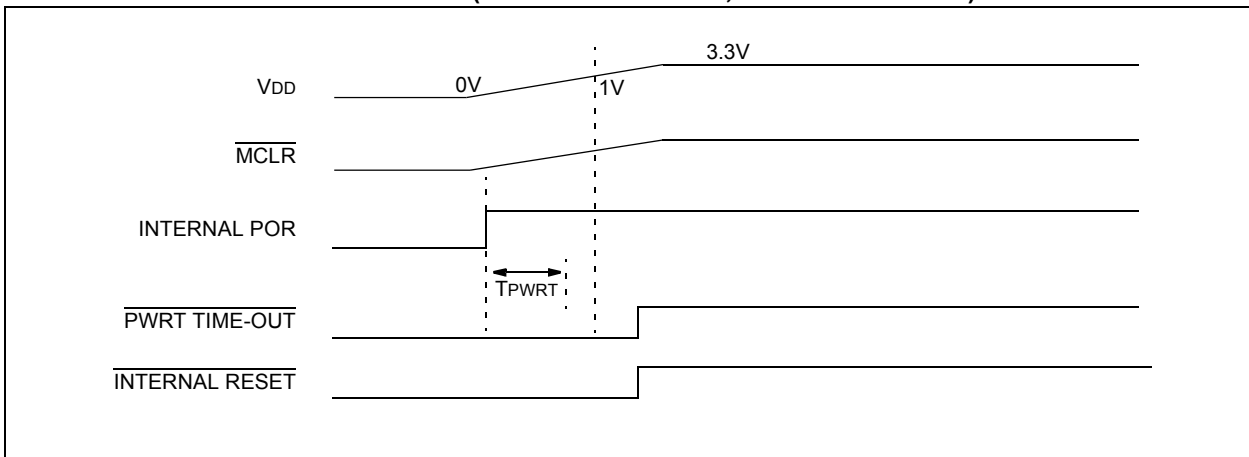 3.3V
VDD
0V
1V
MCLR
INTERNAL POR
TPWRT
PWRT TIME-OUT
INTERNAL RESET